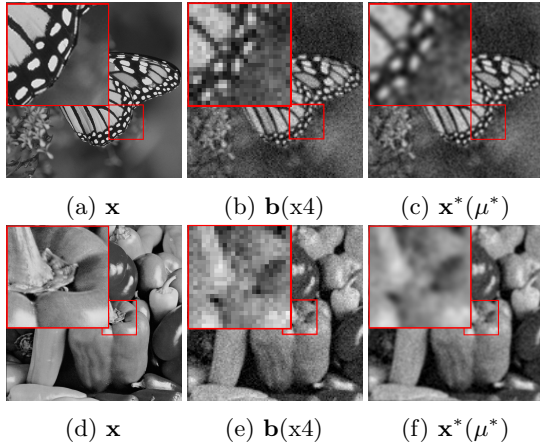 (a) x
(b) b(x4)
(c) x*(μ*)
(d) x
(e) b(x4)
(f) x*(μ*)